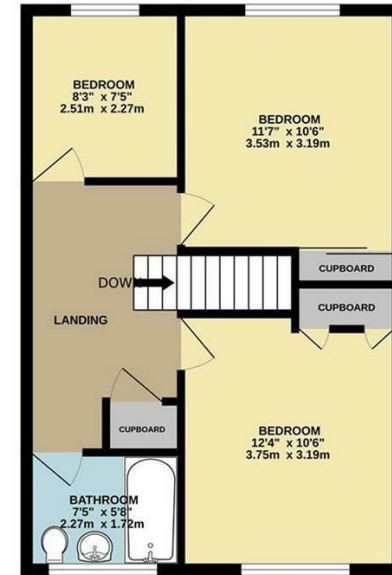 BEDROOM
8'3" x 7'5"
2.51m x 2.27m
BEDROOM
11'7" x 10'6"
3.53m x 3.19m
CUPBOARD
CUPBOARD
DOWN
LANDING
CUPBOARD
BEDROOM
12'4" x 10'6"
3.75m x 3.19m
BATHROOM
7'5" x 5'8"
2.27m x 1.72m